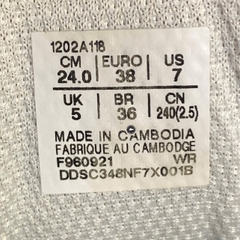 1202A118
CM EURO US
24.0 38 7
UK BR CN
5 36 240(2.5)
MADE IN CAMBODIA
FABRIQUE AU CAMBODGE
F960921 WR
DDSC348NF7X001B